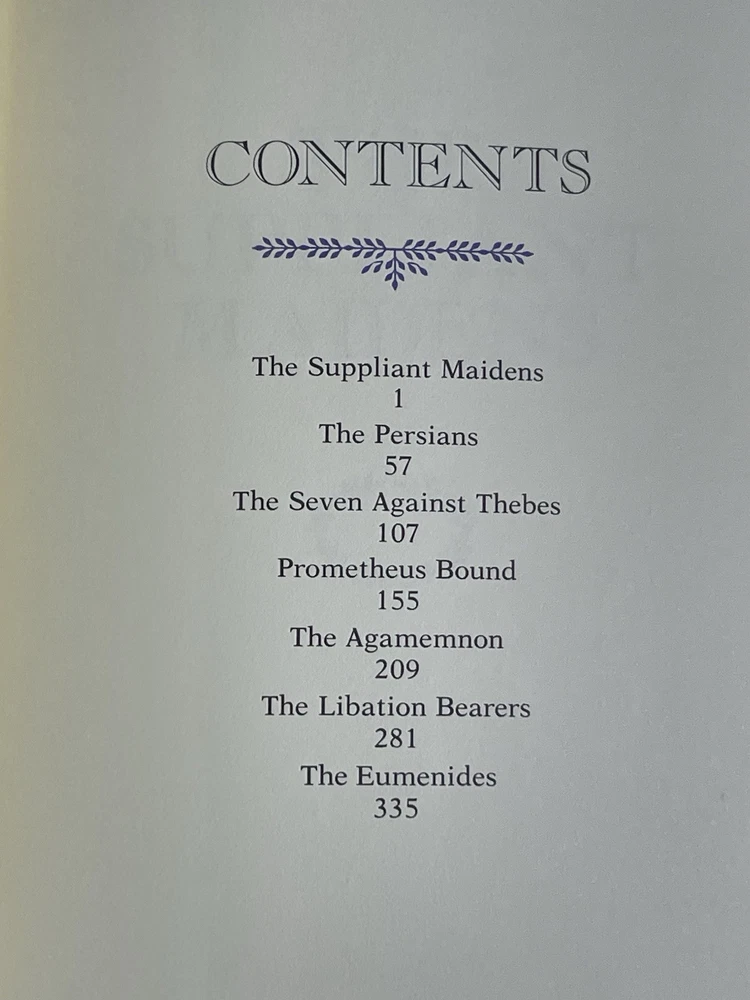 CONTENTS
The Suppliant Maidens
1
The Persians
57
The Seven Against Thebes
107
Prometheus Bound
155
The Agamemnon
209
The Libation Bearers
281
The Eumenides
335